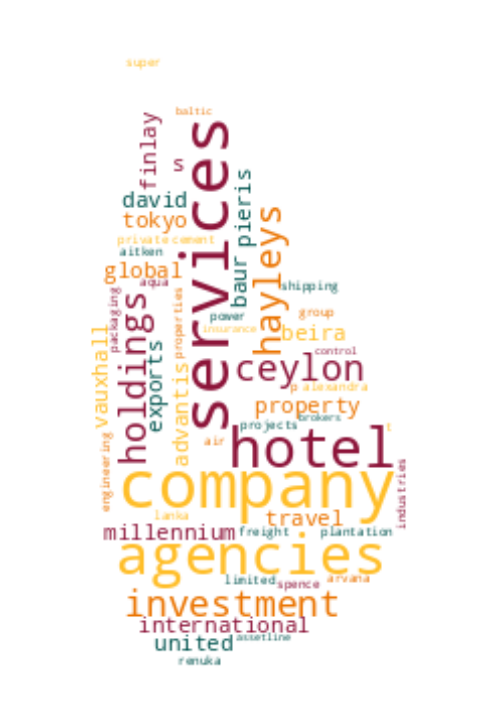 super
baltic
finlay
s
services
david
pieris
tokyo
hayleys
private
cement
aitken
global
baur
aqua
shipping
packaging
holdings
properties
power
group
vauxhall
insurance
beira
exports
control
ceylon
advantis
p
alexandra
property
brokers
projects
t
air
hotel
engineering
company
industries
lanka
travel
millennium
freight
plantation
agencies
limited
spence
arvana
investment
international
united
assetline
renuka